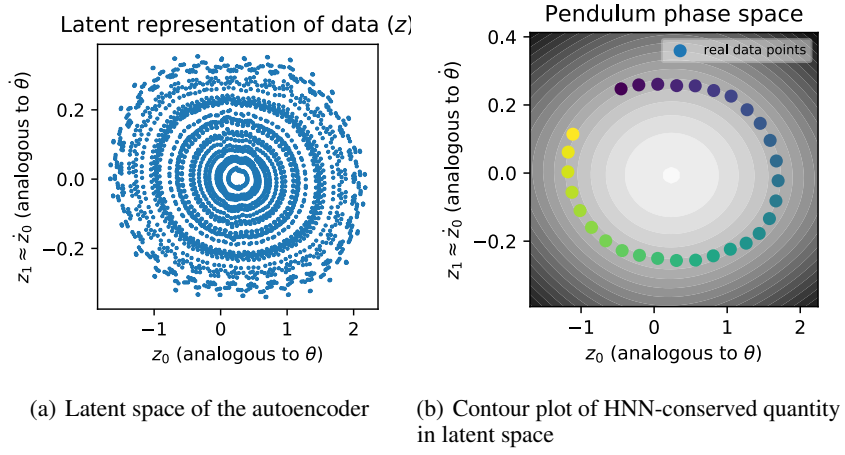 Latent representation of data (z)
z₁ ≈ ż₀ (analogous to θ̇)
0.2
0.0
−0.2
−1
0
1
2
z₀ (analogous to θ)
(a) Latent space of the autoencoder
Pendulum phase space
real data points
z₁ ≈ ż₀ (analogous to θ̇)
0.4
0.2
0.0
−0.2
−1
0
1
2
z₀ (analogous to θ)
(b) Contour plot of HNN-conserved quantity
in latent space